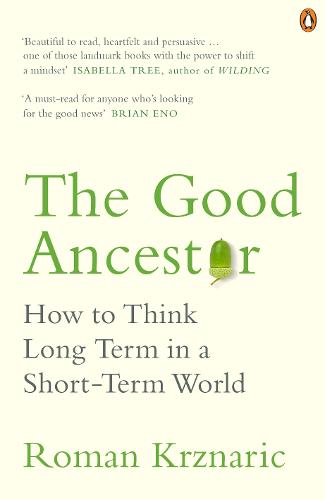 'Beautiful to read, heartfelt and persuasive ...
one of those landmark books with the power to shift
a mindset' ISABELLA TREE, author of WILDING
'A must-read for anyone who's looking
for the good news' BRIAN ENO
The Good
Ancestor
How to Think
Long Term in a
Short-Term World
Roman Krznaric